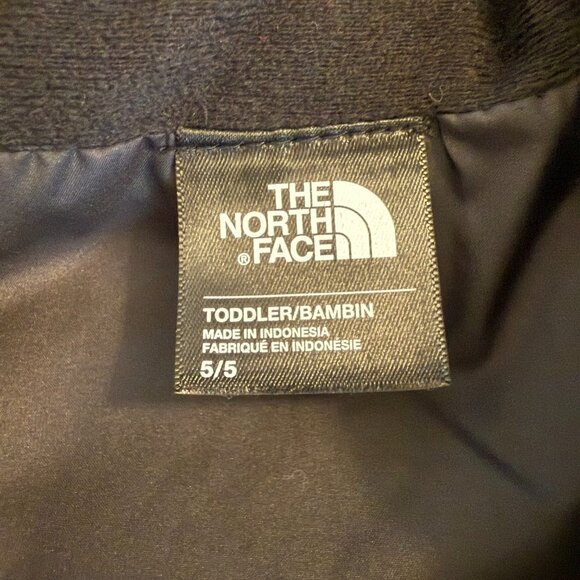 THE
NORTH
® FACE
TODDLER/BAMBIN
MADE IN INDONESIA
FABRIQUÉ EN INDONÉSIE
5/5